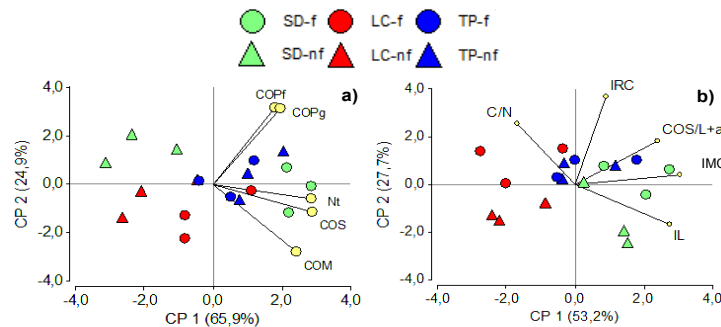 SD-f LC-f TP-f
SD-nf LC-nf TP-nf
a)
4,0
2,0
0,0
-2,0
-4,0
CP 2 (24,9%)
COPf
COPg
Nt
COS
COM
-4,0 -2,0 0,0 2,0 4,0
CP 1 (65,9%)
b)
4,0
2,0
0,0
-2,0
-4,0
CP 2 (27,7%)
IRC
C/N
COS/L+a
IMC
IL
-4,0 -2,0 0,0 2,0 4,0
CP 1 (53,2%)